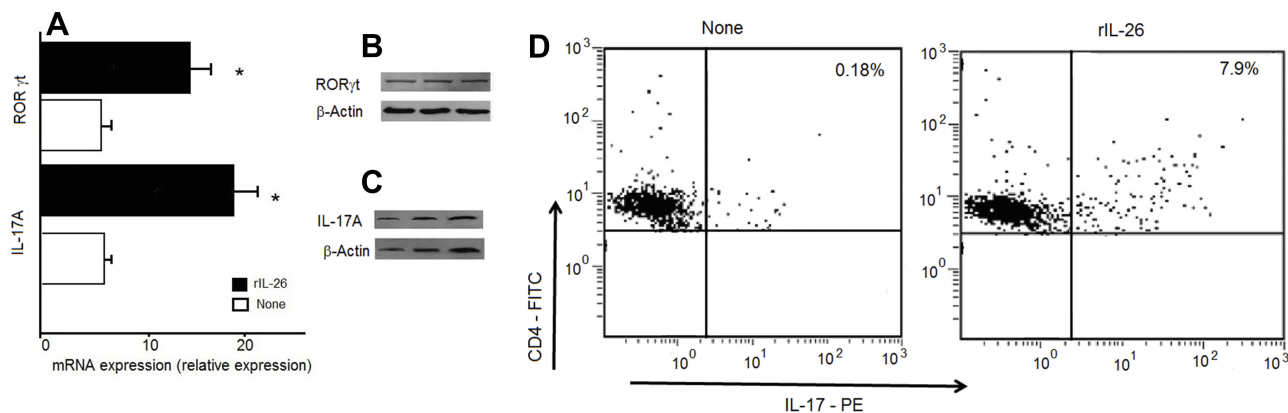 A
ROR γt
IL-17A
*
*
rIL-26
None
0
10
20
mRNA expression (relative expression)
B
RORγt
β-Actin
C
IL-17A
β-Actin
D
None
0.18%
10³
10²
10¹
10⁰
10⁰
10¹
10²
10³
rIL-26
7.9%
10³
10²
10¹
10⁰
10⁰
10¹
10²
10³
CD4 - FITC
IL-17 - PE